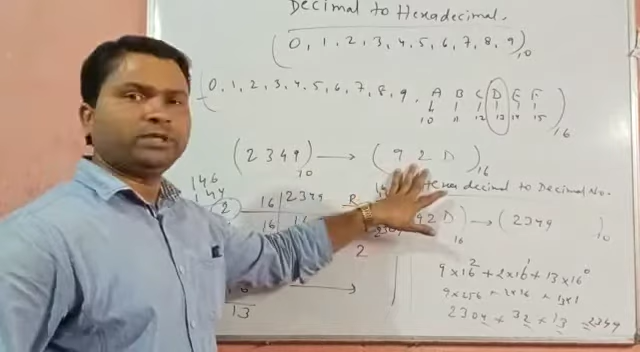 Decimal to Hexadecimal.
(0, 1, 2, 3, 4, 5, 6, 7, 8, 9)10
(0, 1, 2, 3, 4, 5, 6, 7, 8, 9, A B C D E F)16
10 11 12 13 14 15
(2349)10 → (92D)16
146
144
2
16 2349 R
16
2
13
decimal to Decimal No.
92D)16 → (2349)10
9×16² + 2×16¹ + 13×16⁰
9×256 + 2×16 + 13×1
2304 + 32 + 13 = 2349